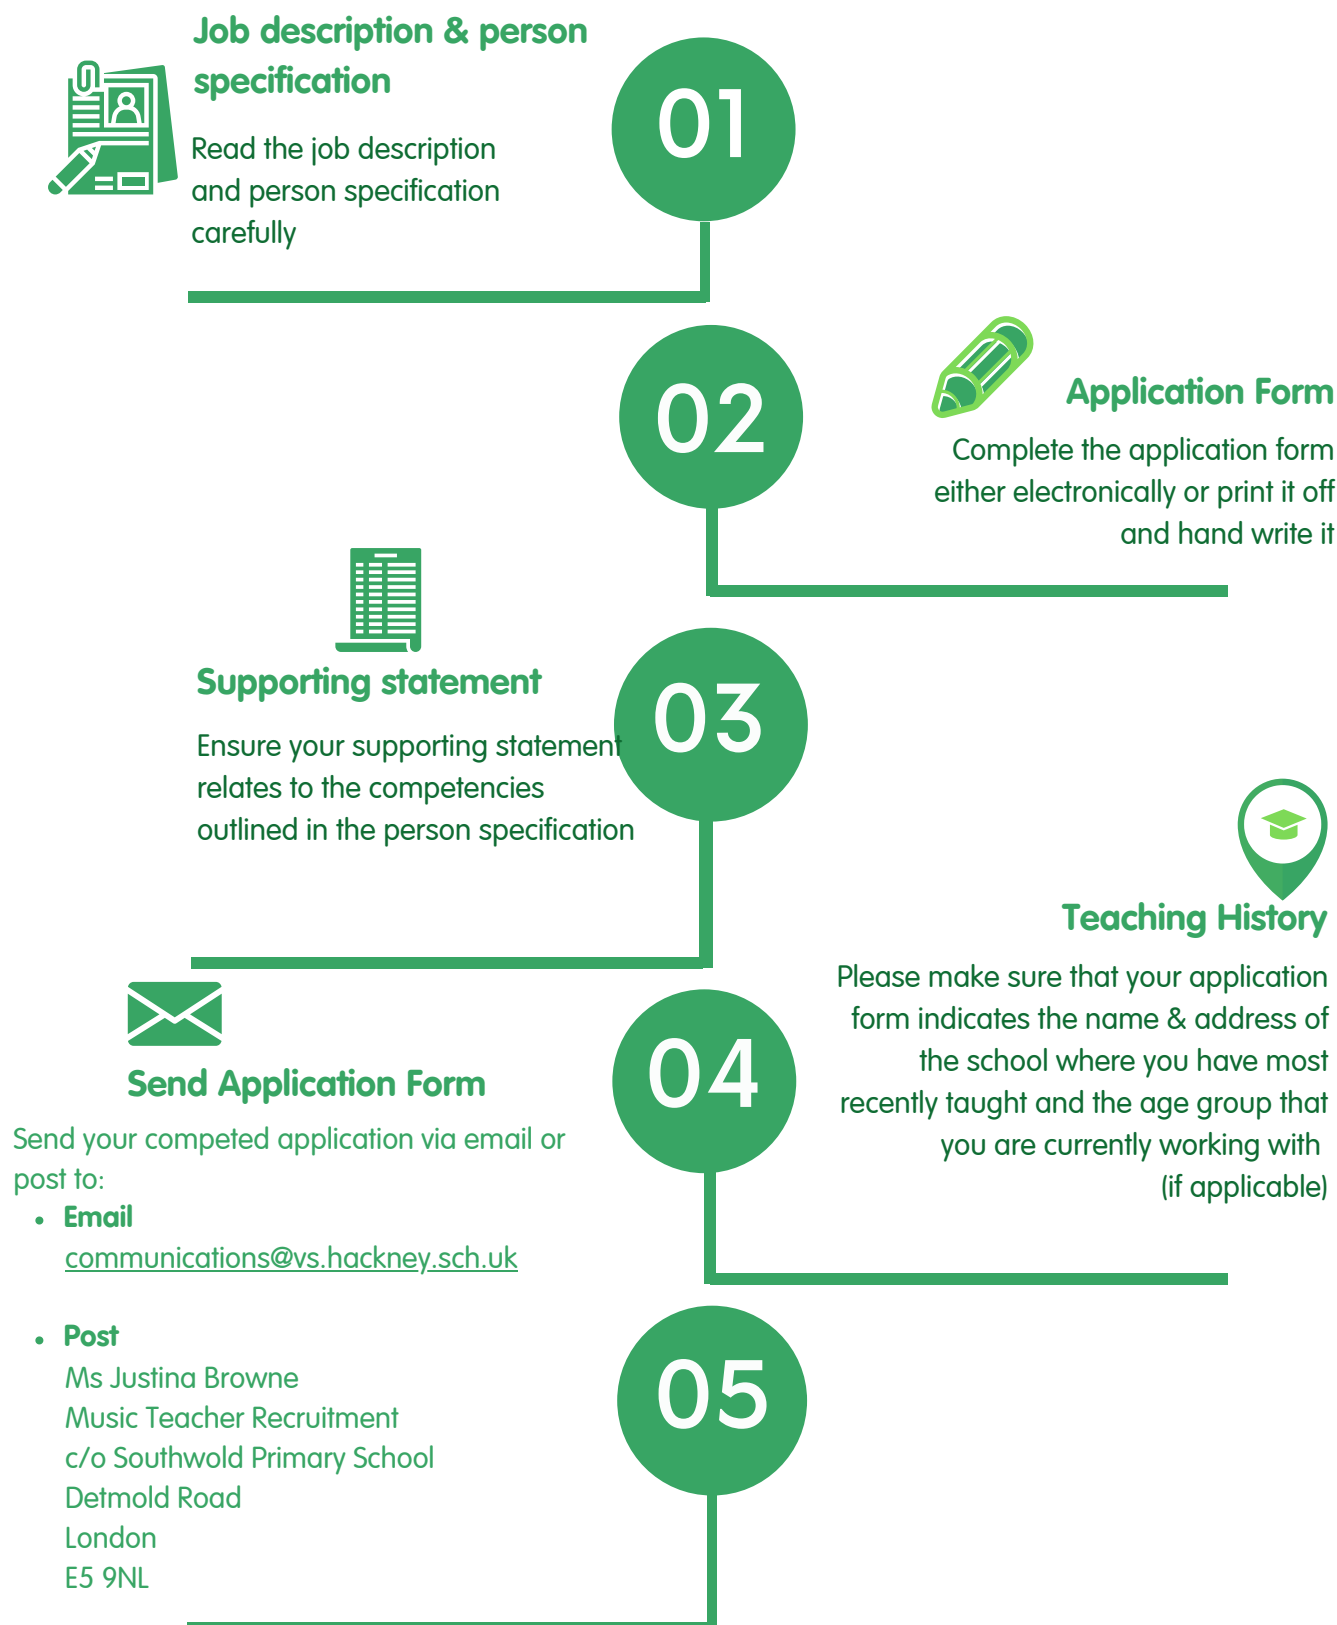 Job description & person
specification
Read the job description
and person specification
carefully
01
02
Application Form
Complete the application form
either electronically or print it off
and hand write it
Supporting statement
Ensure your supporting statement
relates to the competencies
outlined in the person specification
03
Teaching History
Please make sure that your application
form indicates the name & address of
the school where you have most
recently taught and the age group that
you are currently working with
(if applicable)
04
Send Application Form
Send your competed application via email or
post to:
• Email
communications@vs.hackney.sch.uk
• Post
Ms Justina Browne
Music Teacher Recruitment
c/o Southwold Primary School
Detmold Road
London
E5 9NL
05